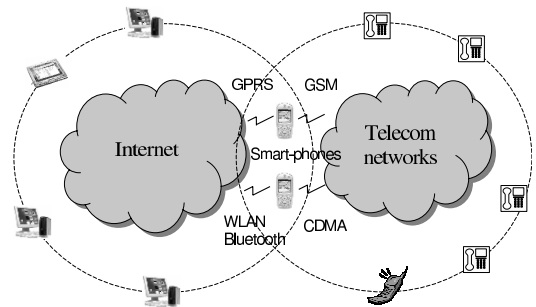 GPRS
GSM
Internet
Telecom
networks
Smart-phones
WLAN
Bluetooth
CDMA